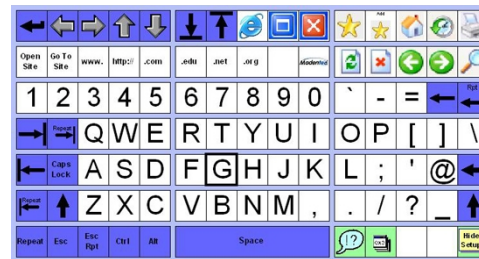 Add
Open Site Go To Site www. http:// .com .edu .net .org
1 2 3 4 5 6 7 8 9 0 ` - = Rpt
Repeat Q W E R T Y U I O P [ ] \
Caps Lock A S D F G H J K L ; ' @
Repeat Z X C V B N M , . / ? _
Repeat Esc Esc Rpt Ctrl Alt Space !? Hide Setup